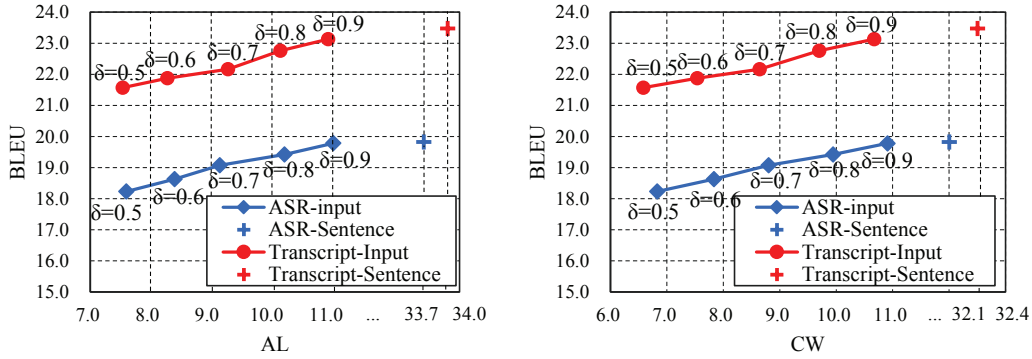 24.0
23.0
22.0
21.0
20.0
19.0
18.0
17.0
16.0
15.0
BLEU
δ=0.5
δ=0.6
δ=0.7
δ=0.8
δ=0.9
δ=0.5
δ=0.6
δ=0.7
δ=0.8
δ=0.9
ASR-input
ASR-Sentence
Transcript-Input
Transcript-Sentence
7.0 8.0 9.0 10.0 11.0 ... 33.7 34.0
AL
24.0
23.0
22.0
21.0
20.0
19.0
18.0
17.0
16.0
15.0
BLEU
δ=0.5
δ=0.6
δ=0.7
δ=0.8
δ=0.9
δ=0.5
δ=0.6
δ=0.7
δ=0.8
δ=0.9
ASR-input
ASR-Sentence
Transcript-Input
Transcript-Sentence
6.0 7.0 8.0 9.0 10.0 11.0 ... 32.1 32.4
CW